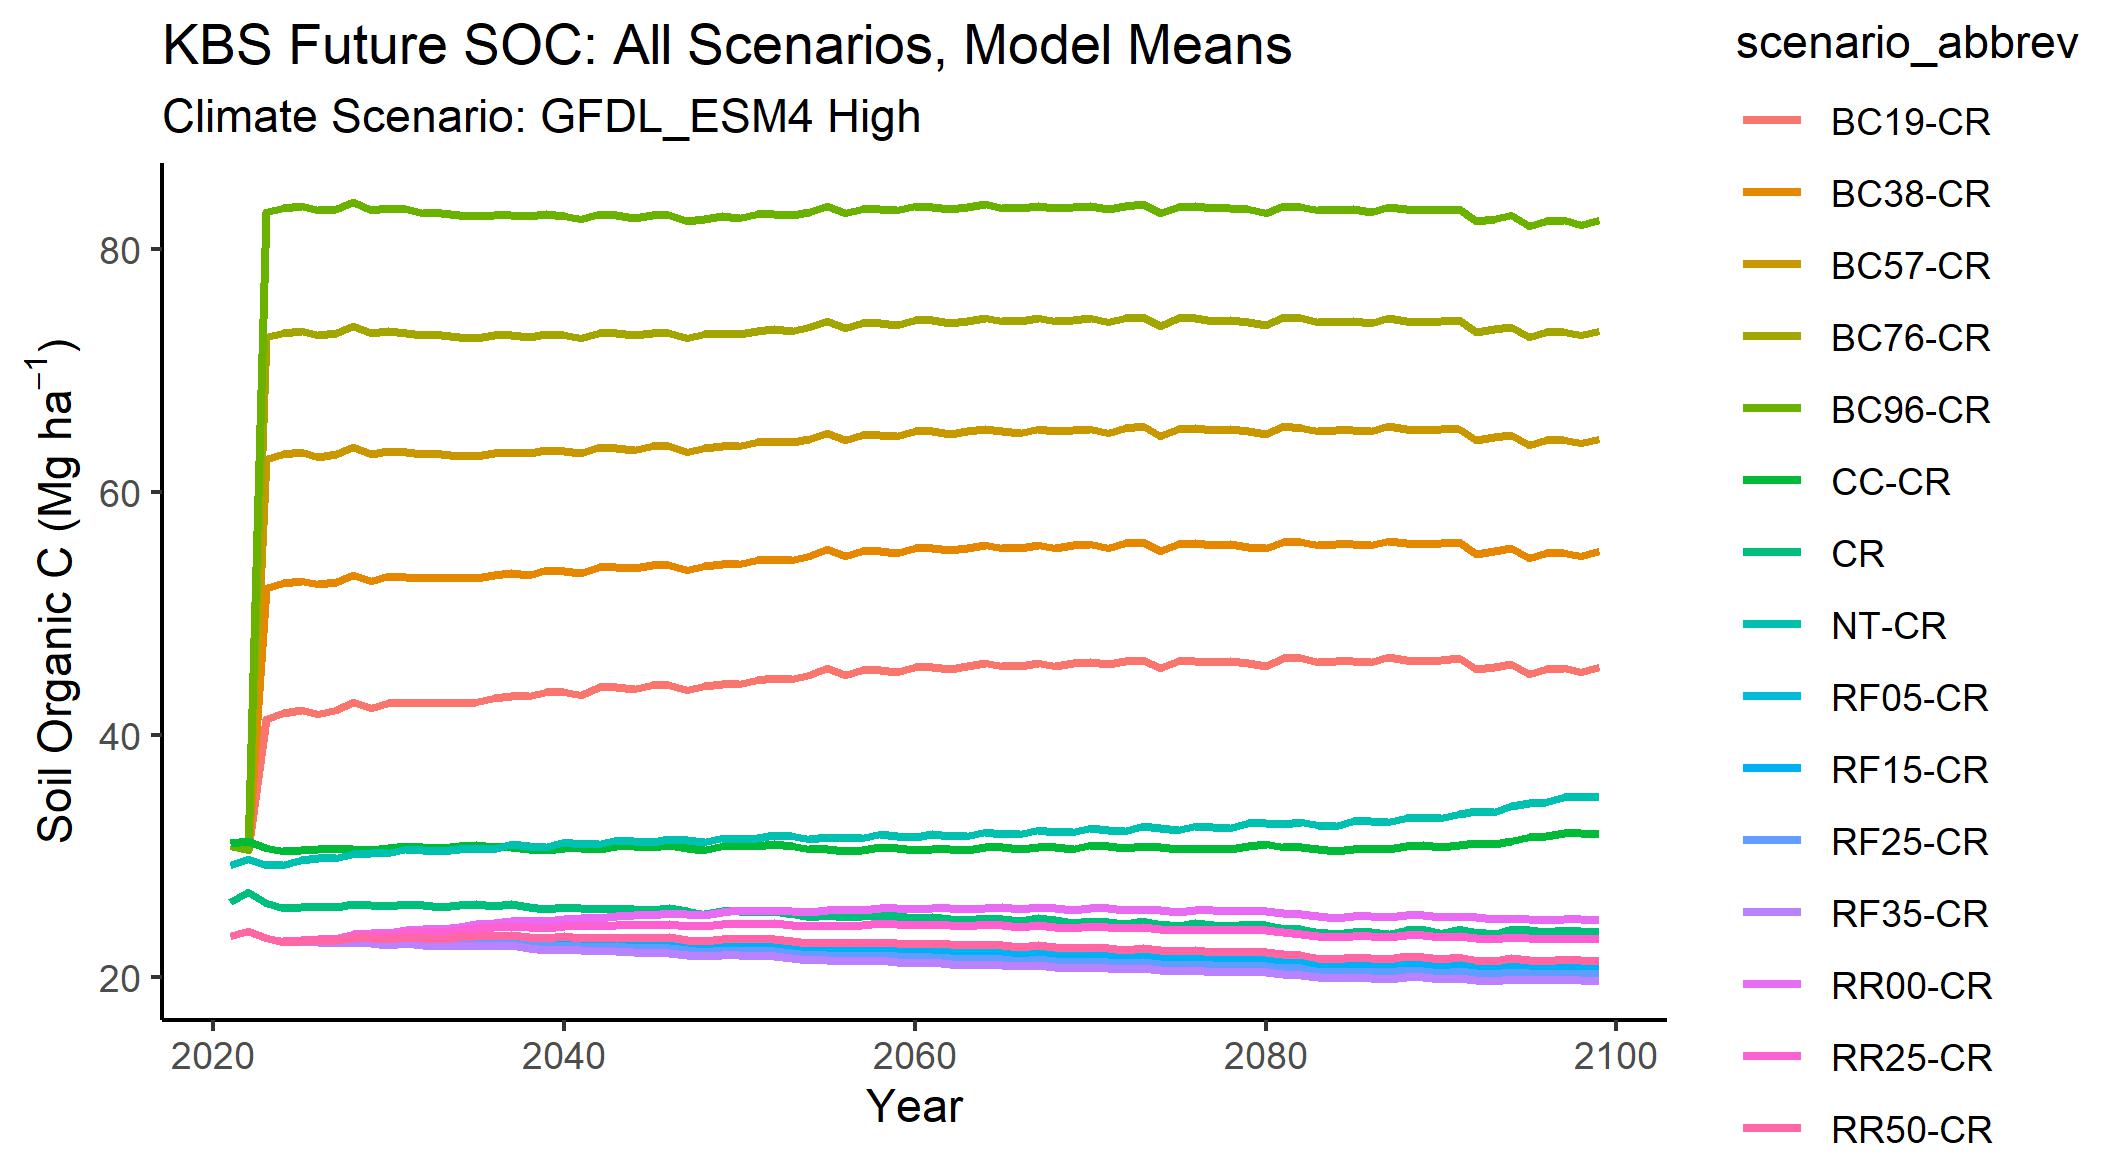 KBS Future SOC: All Scenarios, Model Means
Climate Scenario: GFDL_ESM4 High
scenario_abbrev
BC19-CR
BC38-CR
BC57-CR
BC76-CR
BC96-CR
CC-CR
CR
NT-CR
RF05-CR
RF15-CR
RF25-CR
RF35-CR
RR00-CR
RR25-CR
RR50-CR
Soil Organic C (Mg ha⁻¹)
80
60
40
20
2020 2040 2060 2080 2100
Year